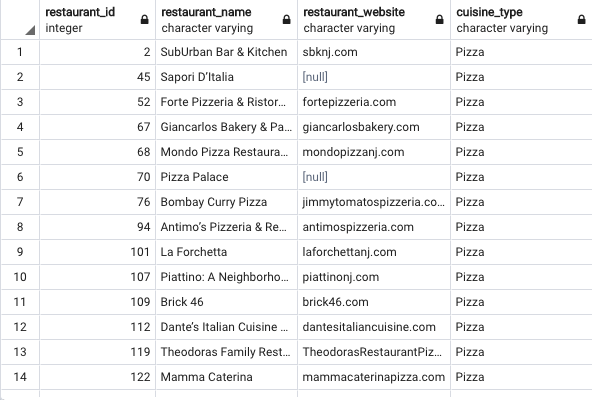 restaurant_id restaurant_name restaurant_website cuisine_type
integer character varying character varying character varying
1 2 SubUrban Bar & Kitchen sbknj.com Pizza
2 45 Sapori D’Italia [null] Pizza
3 52 Forte Pizzeria & Ristor... fortepizzeria.com Pizza
4 67 Giancarlos Bakery & Pa... giancarlosbakery.com Pizza
5 68 Mondo Pizza Restaura... mondopizzanj.com Pizza
6 70 Pizza Palace [null] Pizza
7 76 Bombay Curry Pizza jimmytomatospizzeria.co... Pizza
8 94 Antimo’s Pizzeria & Re... antimospizzeria.com Pizza
9 101 La Forchetta laforchettanj.com Pizza
10 107 Piattino: A Neighborho... piattinonj.com Pizza
11 109 Brick 46 brick46.com Pizza
12 112 Dante’s Italian Cuisine ... dantesitaliancuisine.com Pizza
13 119 Theodoras Family Rest... TheodorasRestaurantPiz... Pizza
14 122 Mamma Caterina mammacaterinapizza.com Pizza